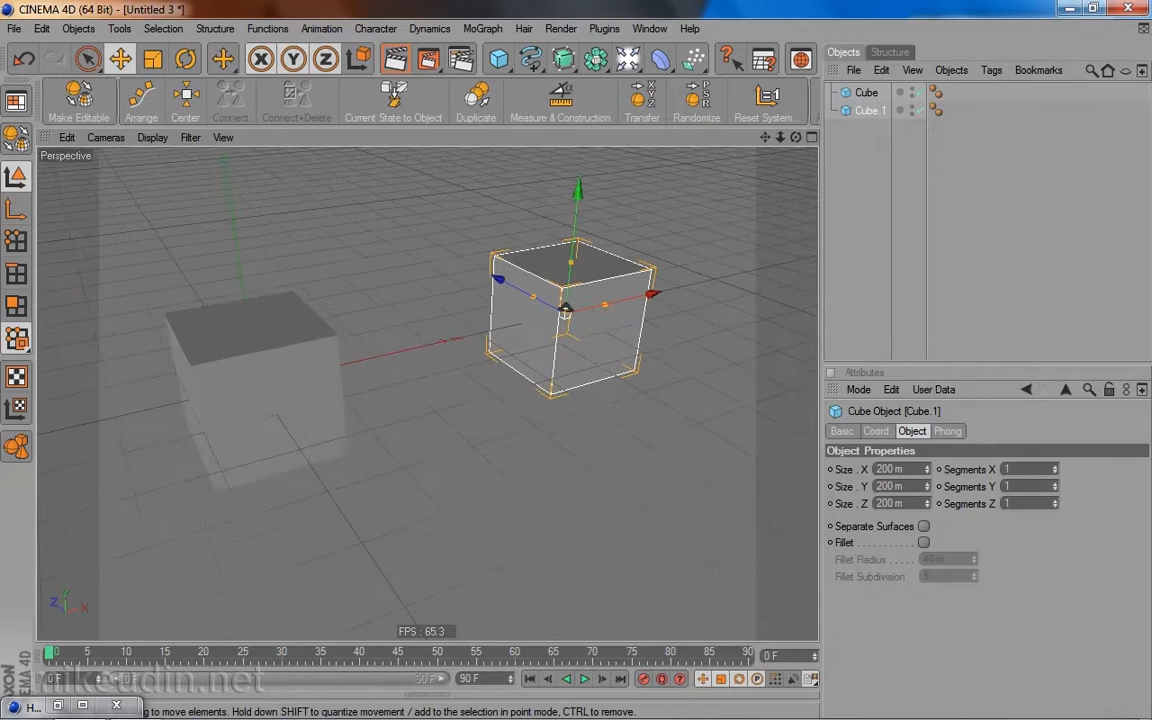 CINEMA 4D (64 Bit) - [Untitled 3 *]
File Edit Objects Tools Selection Structure Functions Animation Character Dynamics MoGraph Hair Render Plugins Window Help
Objects Structure
File Edit View Objects Tags Bookmarks
Cube
Cube.1
Make Editable Arrange Center Connect Connect+Delete Current State to Object Duplicate Measure & Construction Transfer Randomize Reset System...
Edit Cameras Display Filter View
Perspective
Attributes
Mode Edit User Data
Cube Object [Cube.1]
Basic Coord. Object Phong
Object Properties
Size . X 200 m Segments X 1
Size . Y 200 m Segments Y 1
Size . Z 200 m Segments Z 1
Separate Surfaces
Fillet
Fillet Radius 40 m
Fillet Subdivision 5
Y
Z X
FPS : 65.3
0 5 10 15 20 25 30 35 40 45 50 55 60 65 70 75 80 85 90 0 F
0 F 0 F 90 F 90 F
H...
to move elements. Hold down SHIFT to quantize movement / add to the selection in point mode, CTRL to remove.